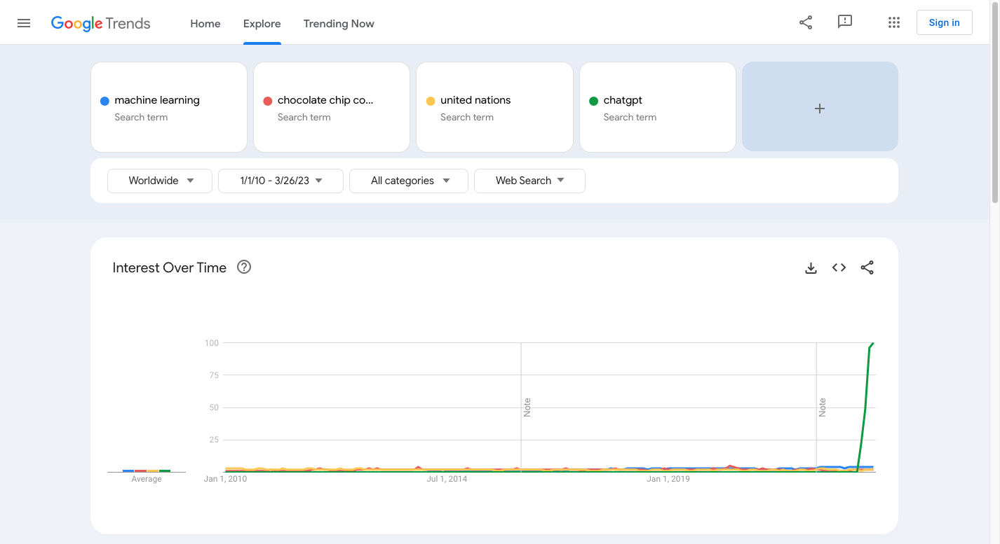 Google Trends
Home Explore Trending Now
Sign in
machine learning
Search term
chocolate chip co...
Search term
united nations
Search term
chatgpt
Search term
+
Worldwide 1/1/10 - 3/26/23 All categories Web Search
Interest Over Time
100
75
50
25
Note
Note
Average
Jan 1, 2010 Jul 1, 2014 Jan 1, 2019